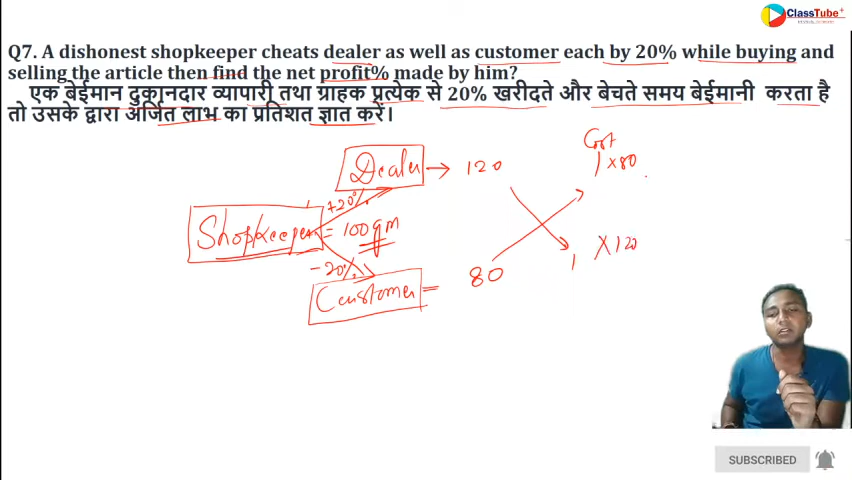 ClassTube+
Q7. A dishonest shopkeeper cheats dealer as well as customer each by 20% while buying and
selling the article then find the net profit% made by him?
एक बेईमान दुकानदार व्यापारी तथा ग्राहक प्रत्येक से 20% खरीदते और बेचते समय बेईमानी करता है
तो उसके द्वारा अर्जित लाभ का प्रतिशत ज्ञात करें।
Cost
Dealer → 120 1 × 80
+20%
Shopkeeper = 100gm
-20%
Customer = 80 1 × 120
SUBSCRIBED